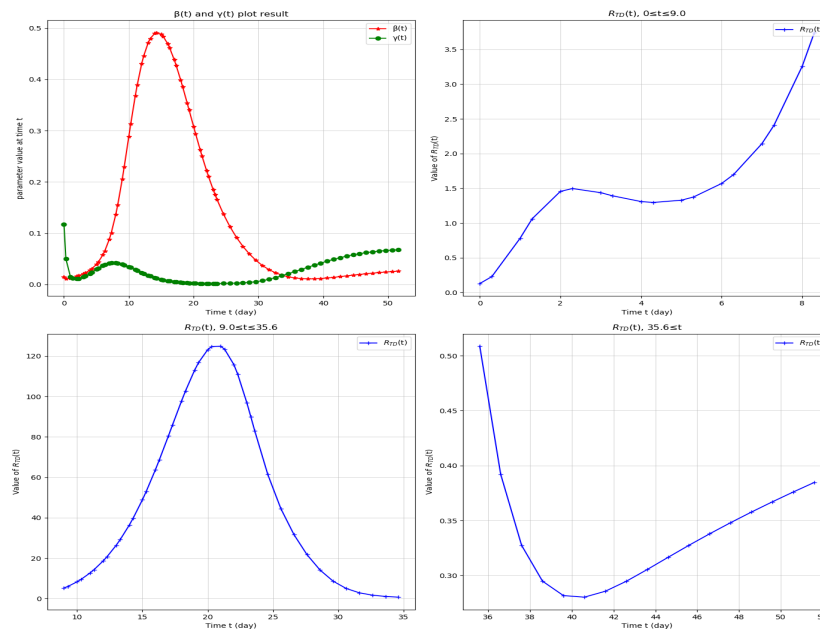 β(t) and γ(t) plot result
parameter value at time t
0.5
0.4
0.3
0.2
0.1
0.0
β(t)
γ(t)
0 10 20 30 40 50
Time t (day)
R_TD(t), 0≤t≤9.0
Value of R_TD(t)
3.5
3.0
2.5
2.0
1.5
1.0
0.5
0.0
R_TD(t)
0 2 4 6 8
Time t (day)
R_TD(t), 9.0≤t≤35.6
Value of R_TD(t)
120
100
80
60
40
20
0
R_TD(t)
10 15 20 25 30 35
Time t (day)
R_TD(t), 35.6≤t
Value of R_TD(t)
0.50
0.45
0.40
0.35
0.30
R_TD(t)
36 38 40 42 44 46 48 50
Time t (day)